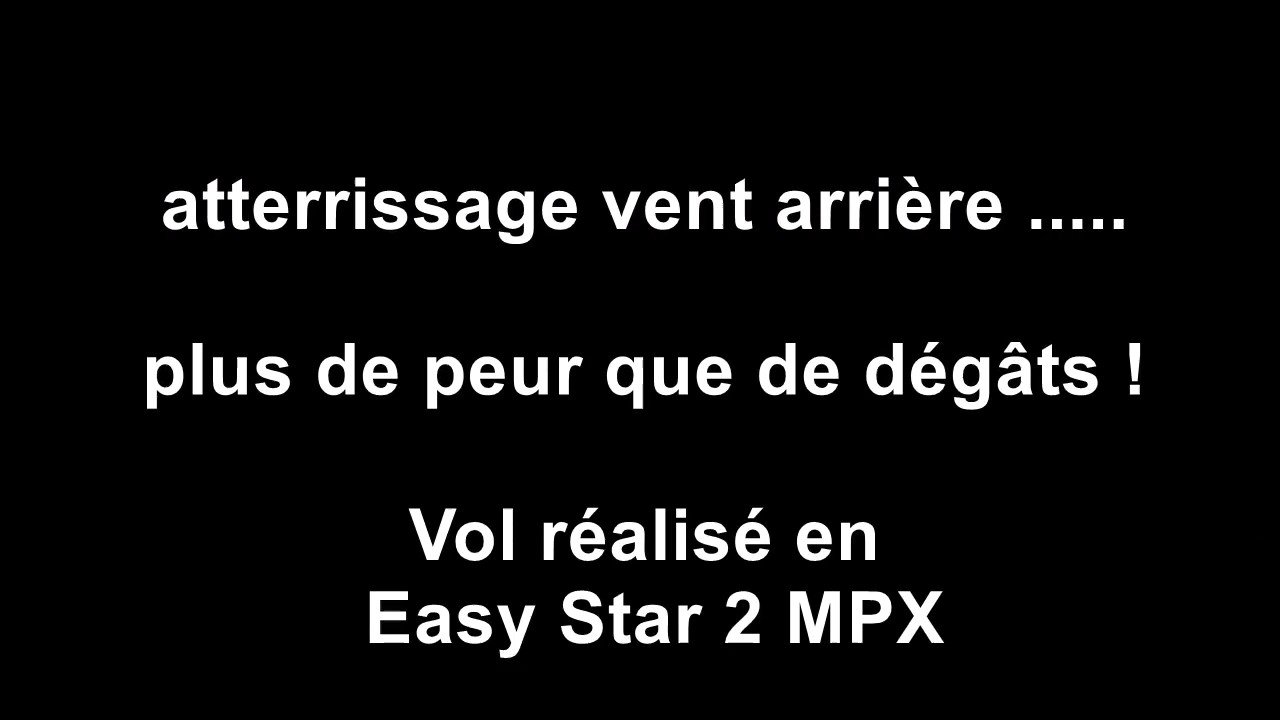 atterrissage vent arrière .....
plus de peur que de dégâts !
Vol réalisé en
Easy Star 2 MPX